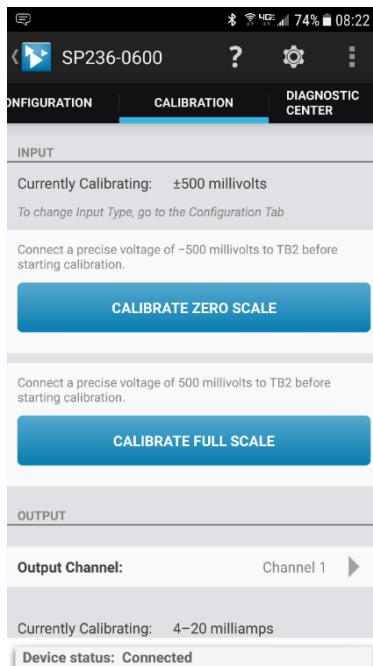 4GE 74% 08:22
SP236-0600 ?
ONFIGURATION CALIBRATION DIAGNOSTIC
CENTER
INPUT
Currently Calibrating: ±500 millivolts
To change Input Type, go to the Configuration Tab
Connect a precise voltage of −500 millivolts to TB2 before
starting calibration.
CALIBRATE ZERO SCALE
Connect a precise voltage of 500 millivolts to TB2 before
starting calibration.
CALIBRATE FULL SCALE
OUTPUT
Output Channel: Channel 1
Currently Calibrating: 4–20 milliamps
Device status: Connected